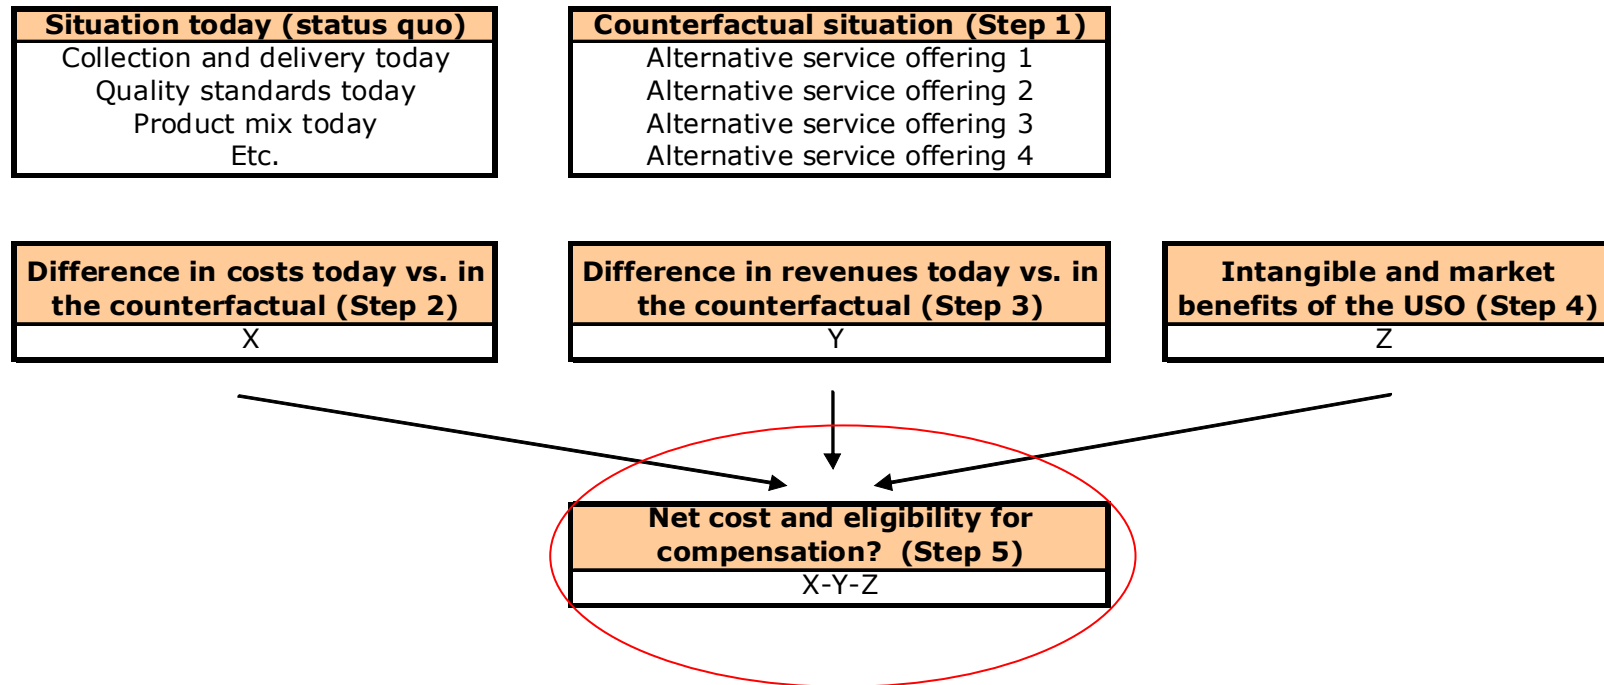 Situation today (status quo)
Collection and delivery today
Quality standards today
Product mix today
Etc.
Counterfactual situation (Step 1)
Alternative service offering 1
Alternative service offering 2
Alternative service offering 3
Alternative service offering 4
Difference in costs today vs. in
the counterfactual (Step 2)
X
Difference in revenues today vs. in
the counterfactual (Step 3)
Y
Intangible and market
benefits of the USO (Step 4)
Z
Net cost and eligibility for
compensation?  (Step 5)
X-Y-Z